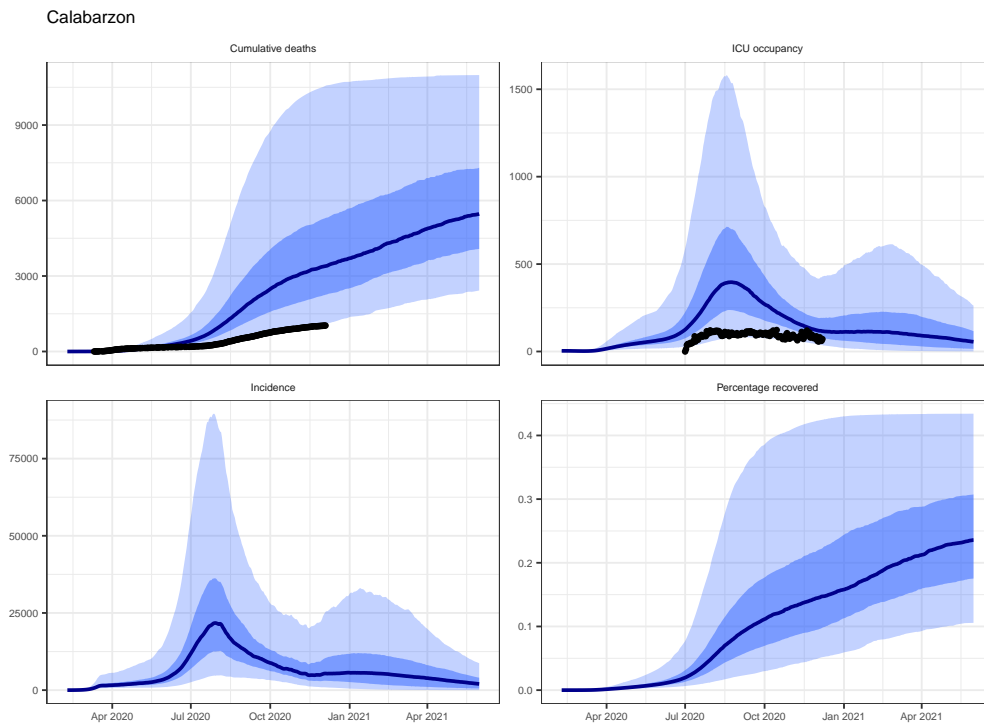 Calabarzon
Cumulative deaths
ICU occupancy
9000
6000
3000
0
1500
1000
500
0
Incidence
Percentage recovered
75000
50000
25000
0
0.4
0.3
0.2
0.1
0.0
Apr 2020 Jul 2020 Oct 2020 Jan 2021 Apr 2021
Apr 2020 Jul 2020 Oct 2020 Jan 2021 Apr 2021